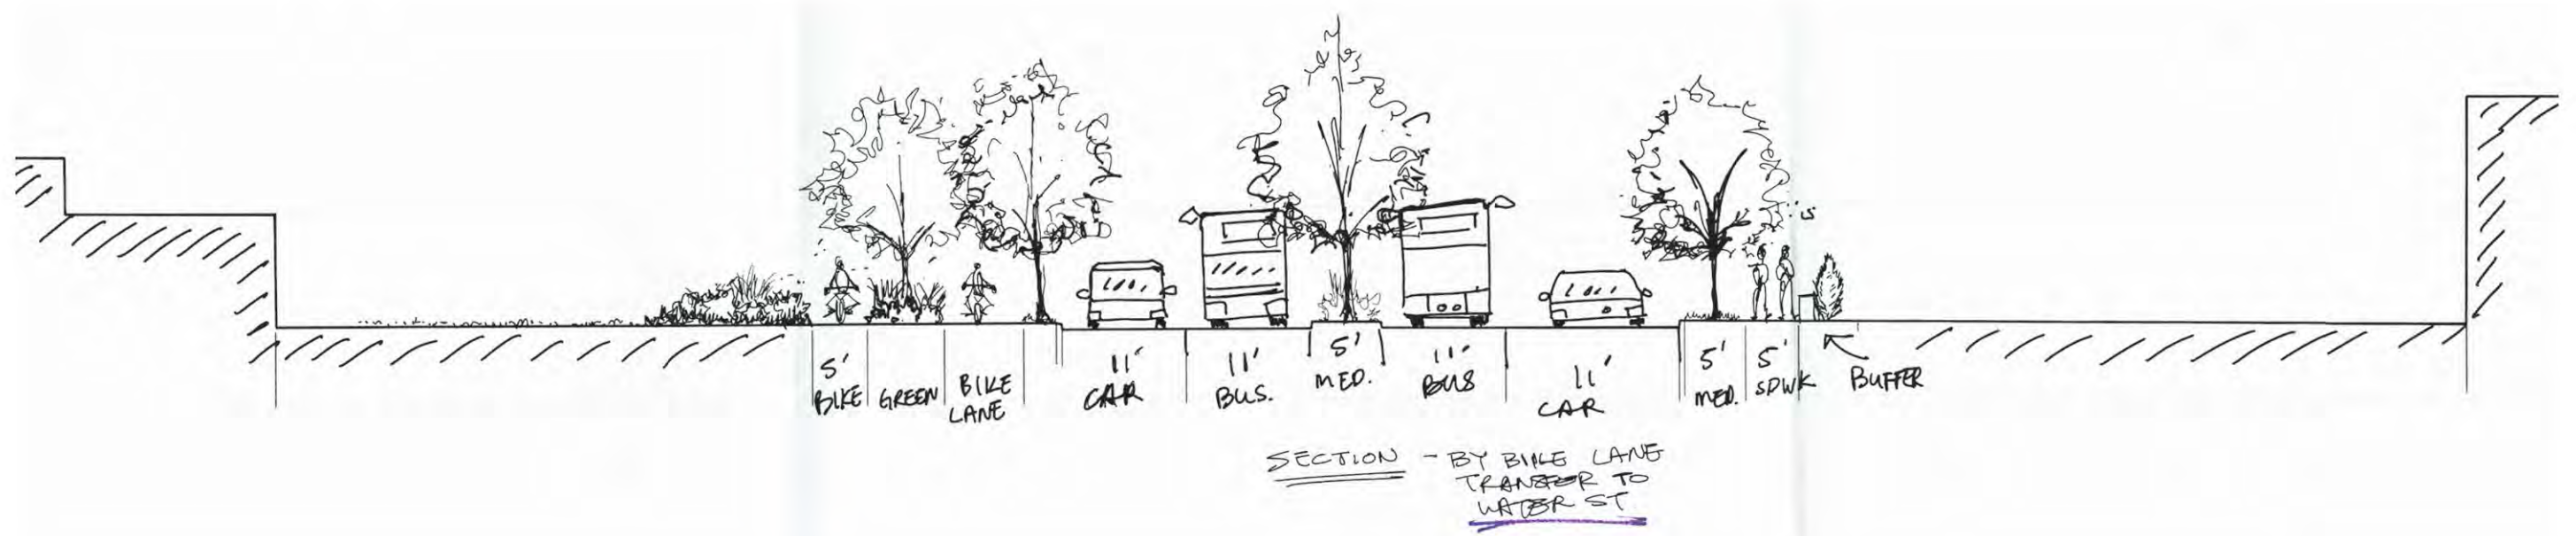 5'
BIKE
GREEN
BIKE
LANE
11'
CAR
11'
BUS.
5'
MED.
11'
BUS
11'
CAR
5'
MED.
5'
SDWK
BUFFER
SECTION - BY BIKE LANE
TRANSFER TO
WATER ST